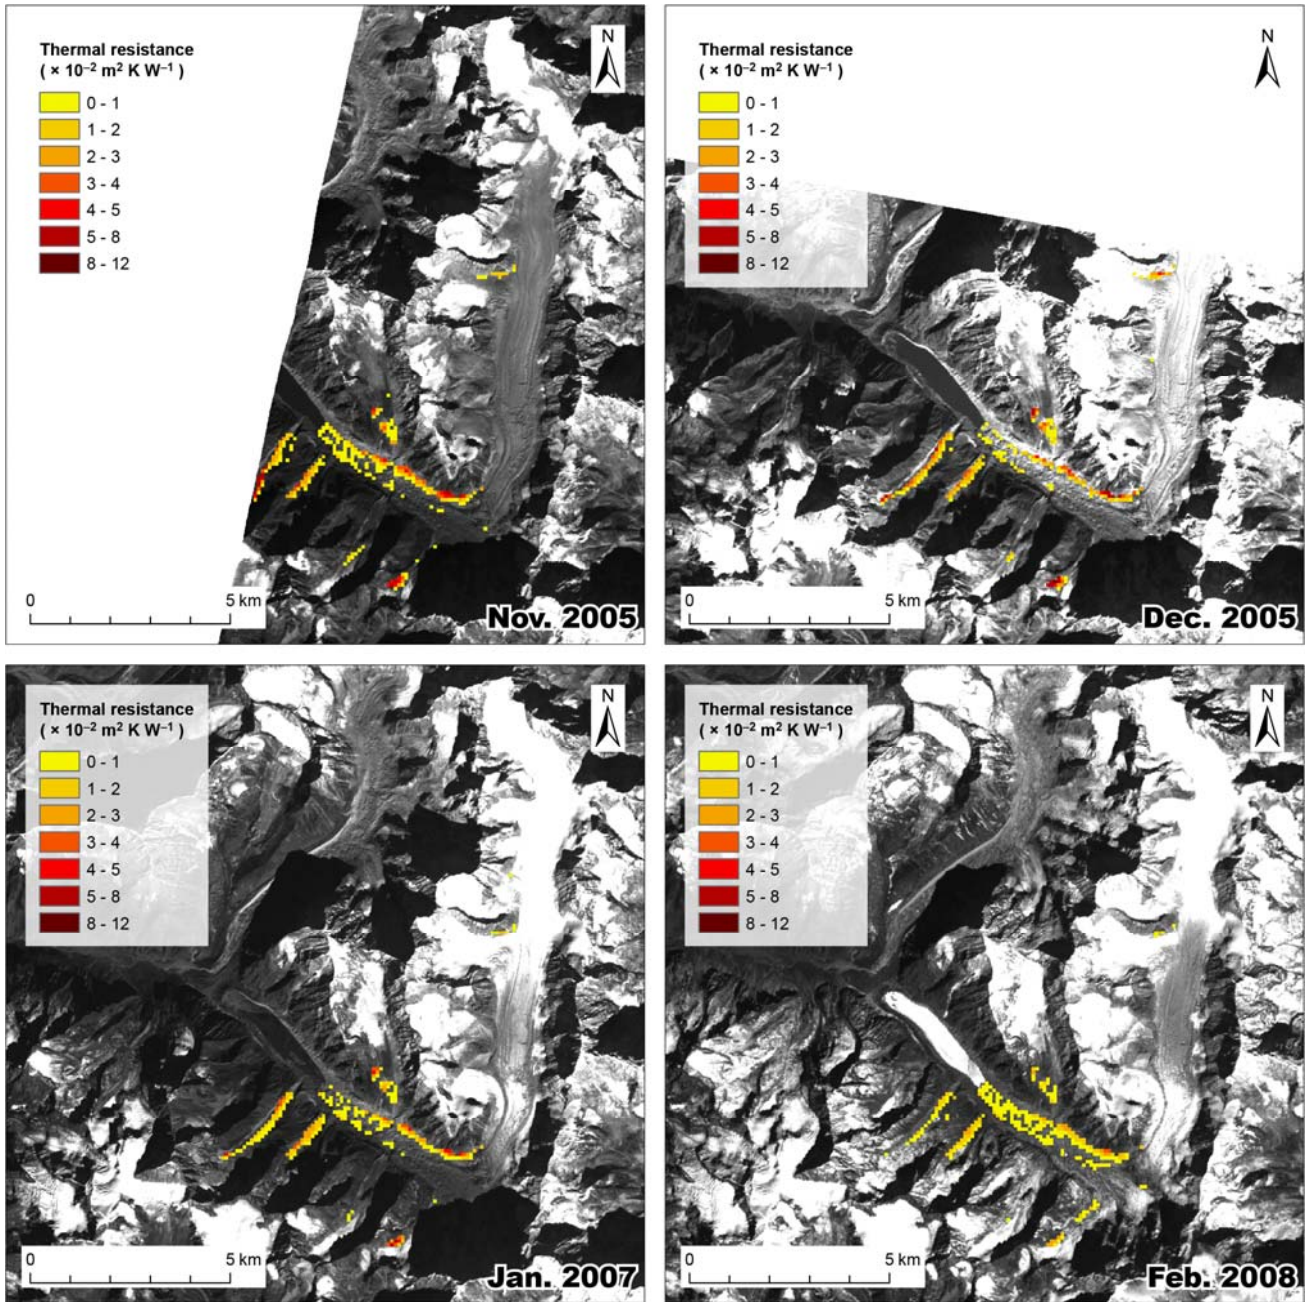 Thermal resistance
( × 10⁻² m² K W⁻¹ )
0 - 1
1 - 2
2 - 3
3 - 4
4 - 5
5 - 8
8 - 12
N
0 5 km
Nov. 2005
Thermal resistance
( × 10⁻² m² K W⁻¹ )
0 - 1
1 - 2
2 - 3
3 - 4
4 - 5
5 - 8
8 - 12
N
0 5 km
Dec. 2005
Thermal resistance
( × 10⁻² m² K W⁻¹ )
0 - 1
1 - 2
2 - 3
3 - 4
4 - 5
5 - 8
8 - 12
N
0 5 km
Jan. 2007
Thermal resistance
( × 10⁻² m² K W⁻¹ )
0 - 1
1 - 2
2 - 3
3 - 4
4 - 5
5 - 8
8 - 12
N
0 5 km
Feb. 2008